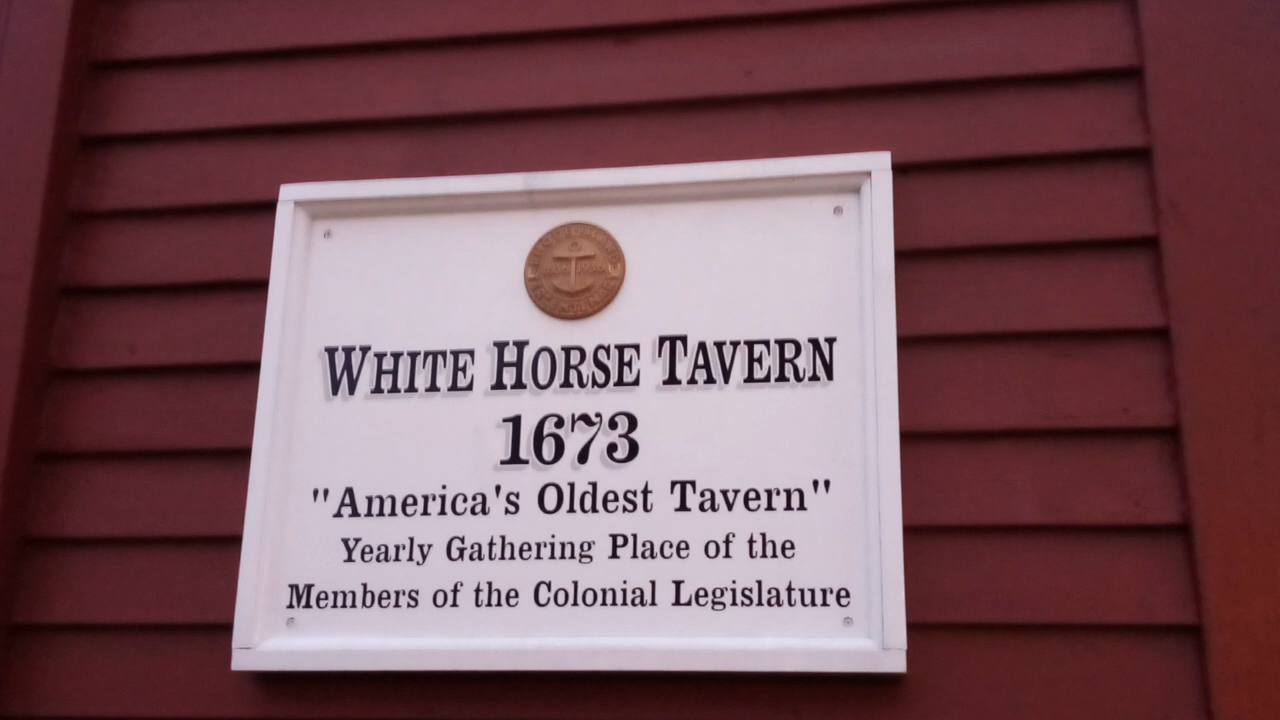 WHITE HORSE TAVERN
1673
"America's Oldest Tavern"
Yearly Gathering Place of the
Members of the Colonial Legislature